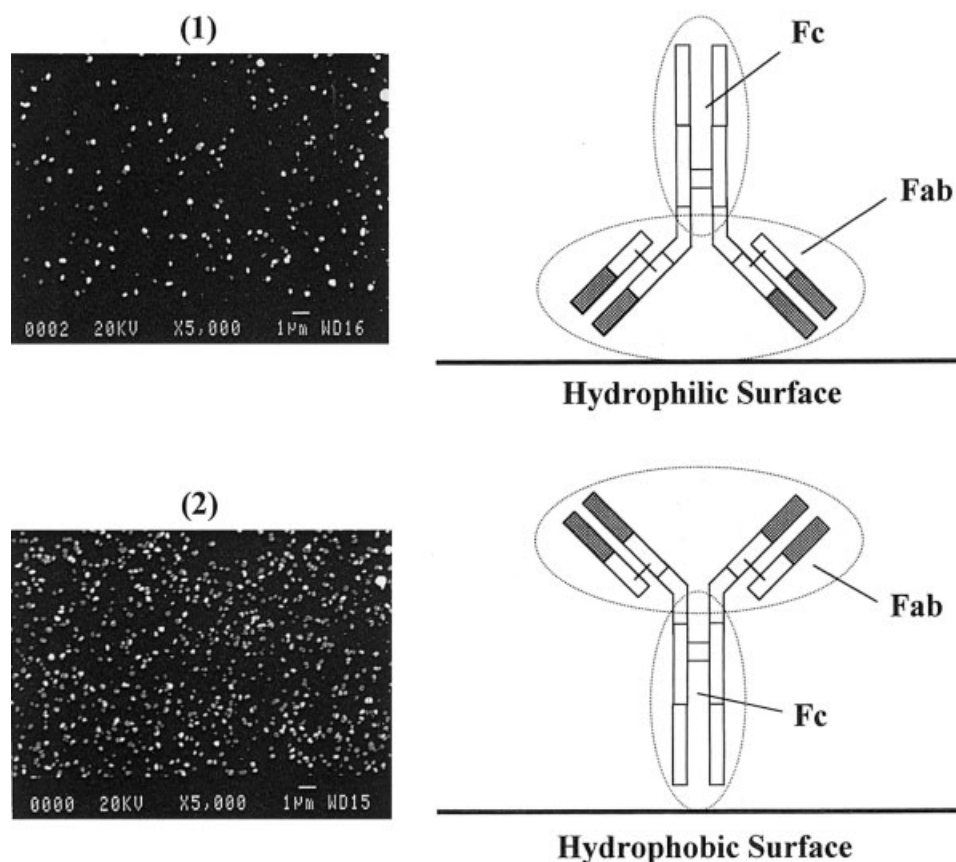 (1)
Fc
Fab
0002 20KV X5,000 1μm WD16
Hydrophilic Surface
(2)
Fab
Fc
0000 20KV X5,000 1μm WD15
Hydrophobic Surface